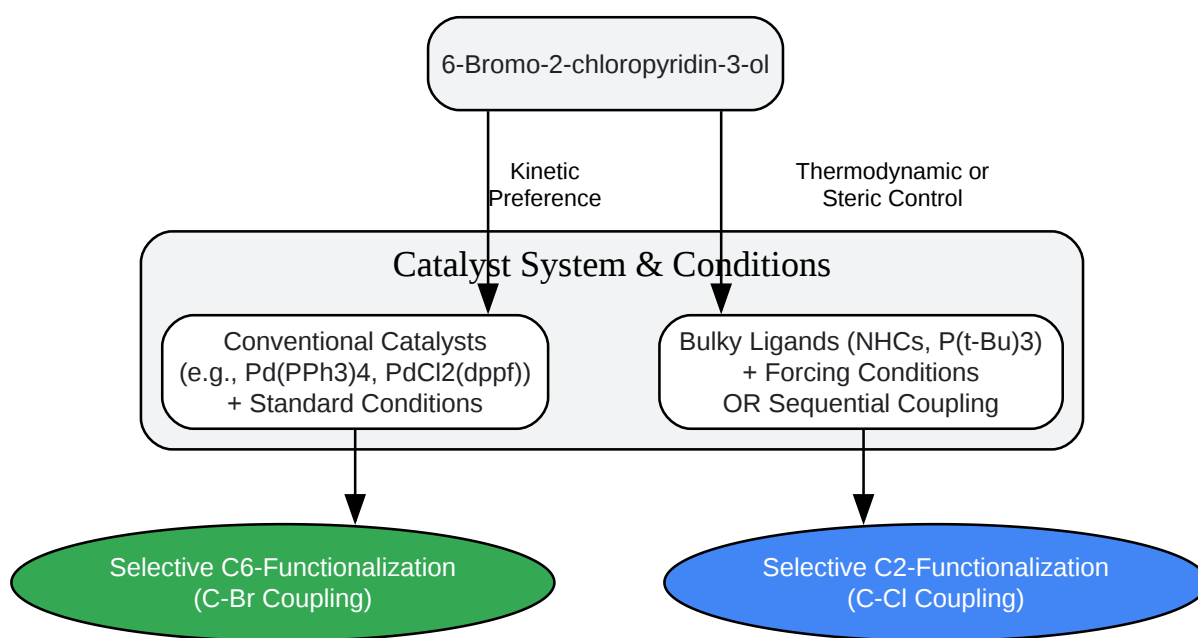 6-Bromo-2-chloropyridin-3-ol
Kinetic
Preference
Thermodynamic or
Steric Control
Catalyst System & Conditions
Conventional Catalysts
(e.g., Pd(PPh3)4, PdCl2(dppf))
+ Standard Conditions
Bulky Ligands (NHCs, P(t-Bu)3)
+ Forcing Conditions
OR Sequential Coupling
Selective C6-Functionalization
(C-Br Coupling)
Selective C2-Functionalization
(C-Cl Coupling)